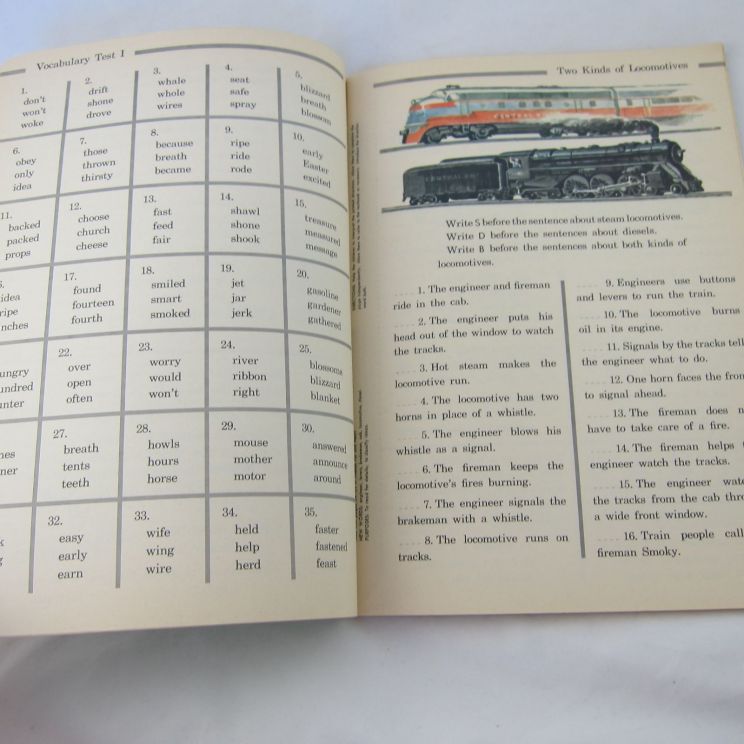 Vocabulary Test I
1.
don't
won't
woke
2.
drift
shone
drove
3.
whale
whole
wires
4.
seat
safe
spray
5.
blizzard
breath
blossom
6.
obey
only
idea
7.
those
thrown
thirsty
8.
because
breath
became
9.
ripe
ride
rode
10.
early
Easter
excited
11.
backed
packed
props
12.
choose
church
cheese
13.
fast
feed
fair
14.
shawl
shone
shook
15.
treasure
measured
message
idea
ripe
nches
17.
found
fourteen
fourth
18.
smiled
smart
smoked
19.
jet
jar
jerk
20.
gasoline
gardener
gathered
ungry
undred
unter
22.
over
open
often
23.
worry
would
won't
24.
river
ribbon
right
25.
blossoms
blizzard
blanket
27.
breath
tents
teeth
28.
howls
hours
horse
29.
mouse
mother
motor
30.
answered
announce
around
32.
easy
early
earn
33.
wife
wing
wire
34.
held
help
herd
35.
faster
fastened
feast
Two Kinds of Locomotives
CENTRAL
Write S before the sentence about steam locomotives.
Write D before the sentences about diesels.
Write B before the sentences about both kinds of
locomotives.
.... 1. The engineer and fireman
ride in the cab.
.... 2. The engineer puts his
head out of the window to watch
the tracks.
.... 3. Hot steam makes the
locomotive run.
.... 4. The locomotive has two
horns in place of a whistle.
.... 5. The engineer blows his
whistle as a signal.
.... 6. The fireman keeps the
locomotive's fires burning.
.... 7. The engineer signals the
brakeman with a whistle.
.... 8. The locomotive runs on
tracks.
.... 9. Engineers use buttons
and levers to run the train.
.... 10. The locomotive burns
oil in its engine.
.... 11. Signals by the tracks tell
the engineer what to do.
.... 12. One horn faces the fron
to signal ahead.
.... 13. The fireman does n
have to take care of a fire.
.... 14. The fireman helps
engineer watch the tracks.
.... 15. The engineer wat
the tracks from the cab thr
a wide front window.
.... 16. Train people call
fireman Smoky.